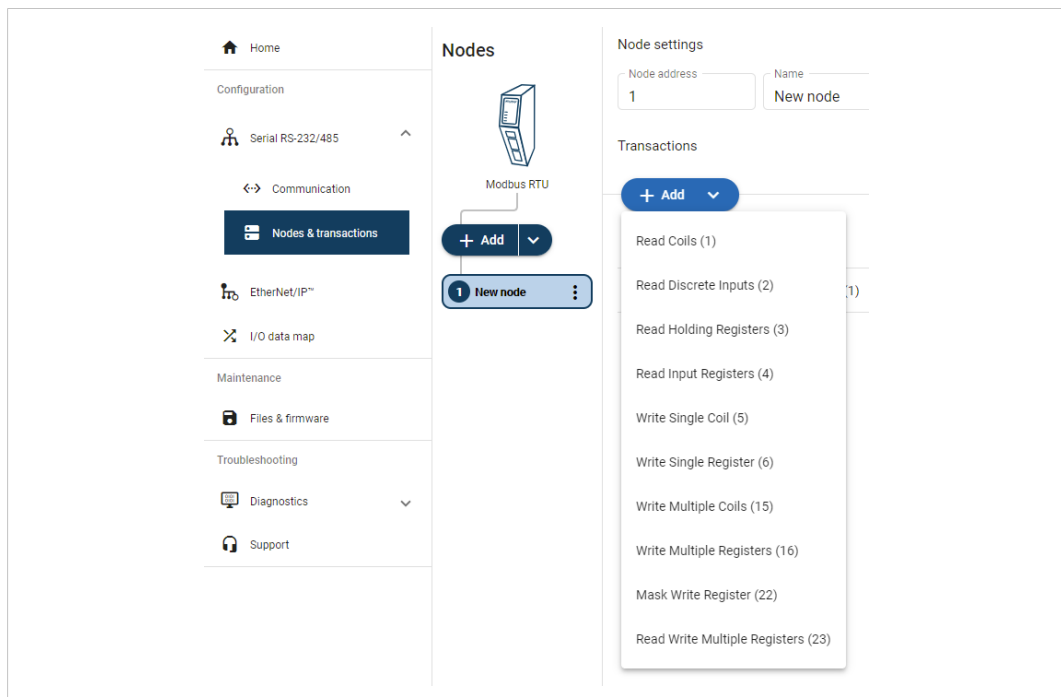 Home
Configuration
Serial RS-232/485
Communication
Nodes & transactions
EtherNet/IP™
I/O data map
Maintenance
Files & firmware
Troubleshooting
Diagnostics
Support
Nodes
Modbus RTU
+ Add
1 New node
Node settings
Node address
1
Name
New node
Transactions
+ Add
Read Coils (1)
Read Discrete Inputs (2)
(1)
Read Holding Registers (3)
Read Input Registers (4)
Write Single Coil (5)
Write Single Register (6)
Write Multiple Coils (15)
Write Multiple Registers (16)
Mask Write Register (22)
Read Write Multiple Registers (23)